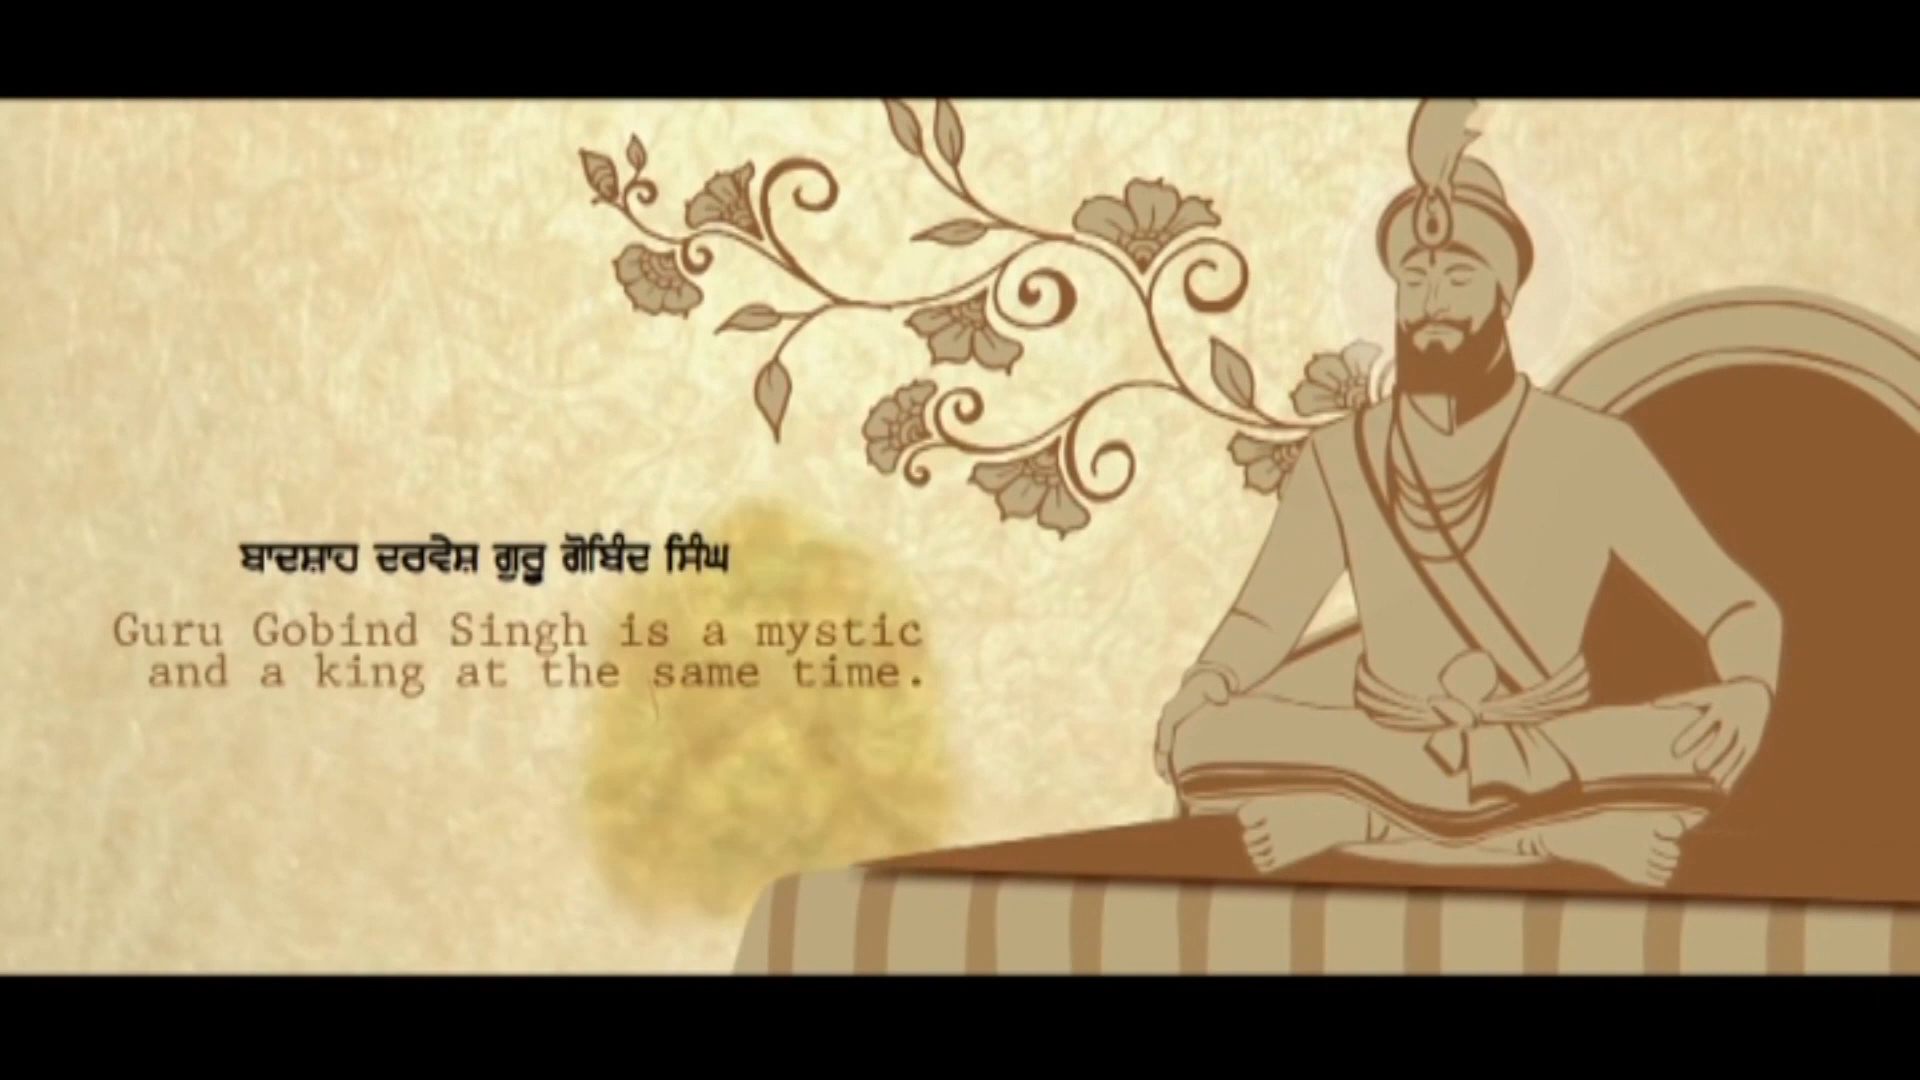 ਬਾਦਸ਼ਾਹ ਦਰਵੇਸ਼ ਗੁਰੂ ਗੋਬਿੰਦ ਸਿੰਘ
Guru Gobind Singh is a mystic
and a king at the same time.